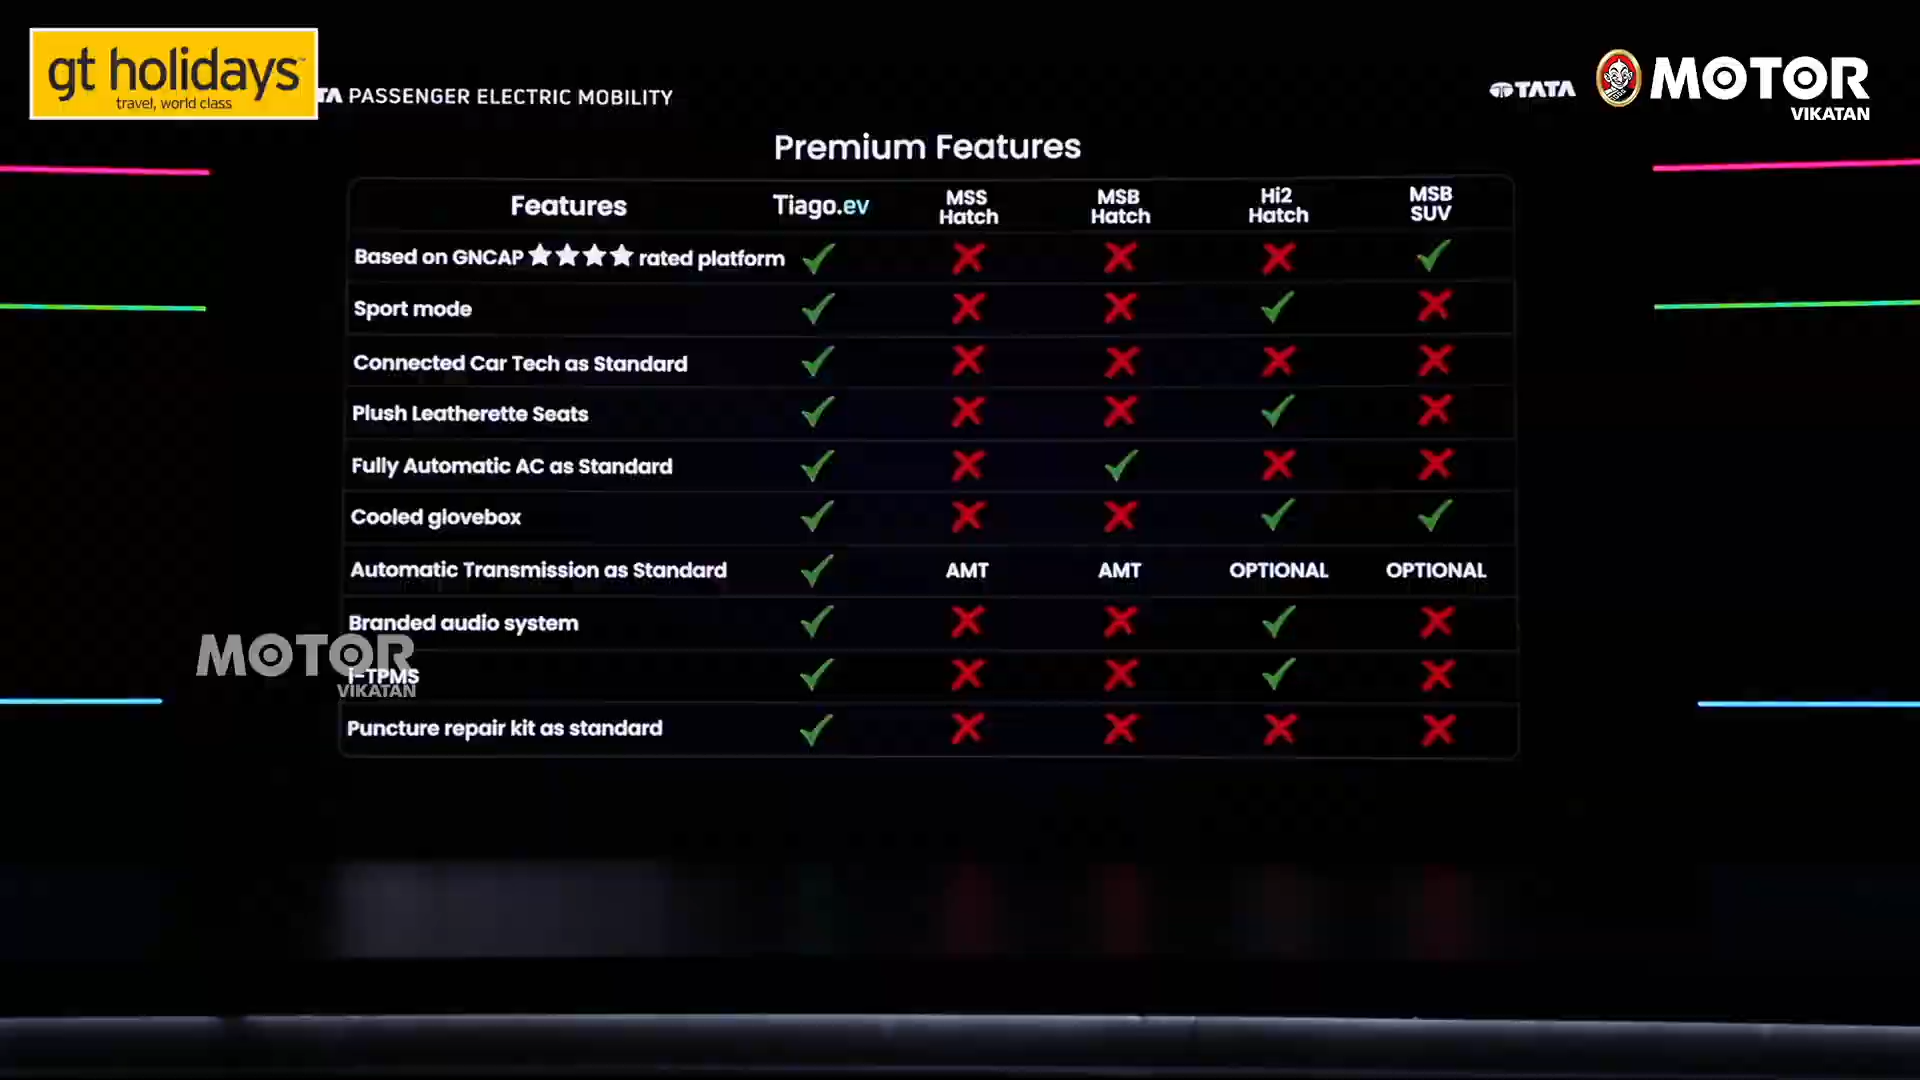 gt holidays
travel, world class
TA PASSENGER ELECTRIC MOBILITY
TATA
MOTOR
VIKATAN
Premium Features
Features Tiago.ev MSS Hatch MSB Hatch Hi2 Hatch MSB SUV
Based on GNCAP ★★★★ rated platform ✓ ✗ ✗ ✗ ✓
Sport mode ✓ ✗ ✗ ✓ ✗
Connected Car Tech as Standard ✓ ✗ ✗ ✗ ✗
Plush Leatherette Seats ✓ ✗ ✗ ✓ ✗
Fully Automatic AC as Standard ✓ ✗ ✓ ✗ ✗
Cooled glovebox ✓ ✗ ✗ ✓ ✓
Automatic Transmission as Standard ✓ AMT AMT OPTIONAL OPTIONAL
Branded audio system ✓ ✗ ✗ ✓ ✗
MOTOR
VIKATAN
i-TPMS ✓ ✗ ✗ ✓ ✗
Puncture repair kit as standard ✓ ✗ ✗ ✗ ✗